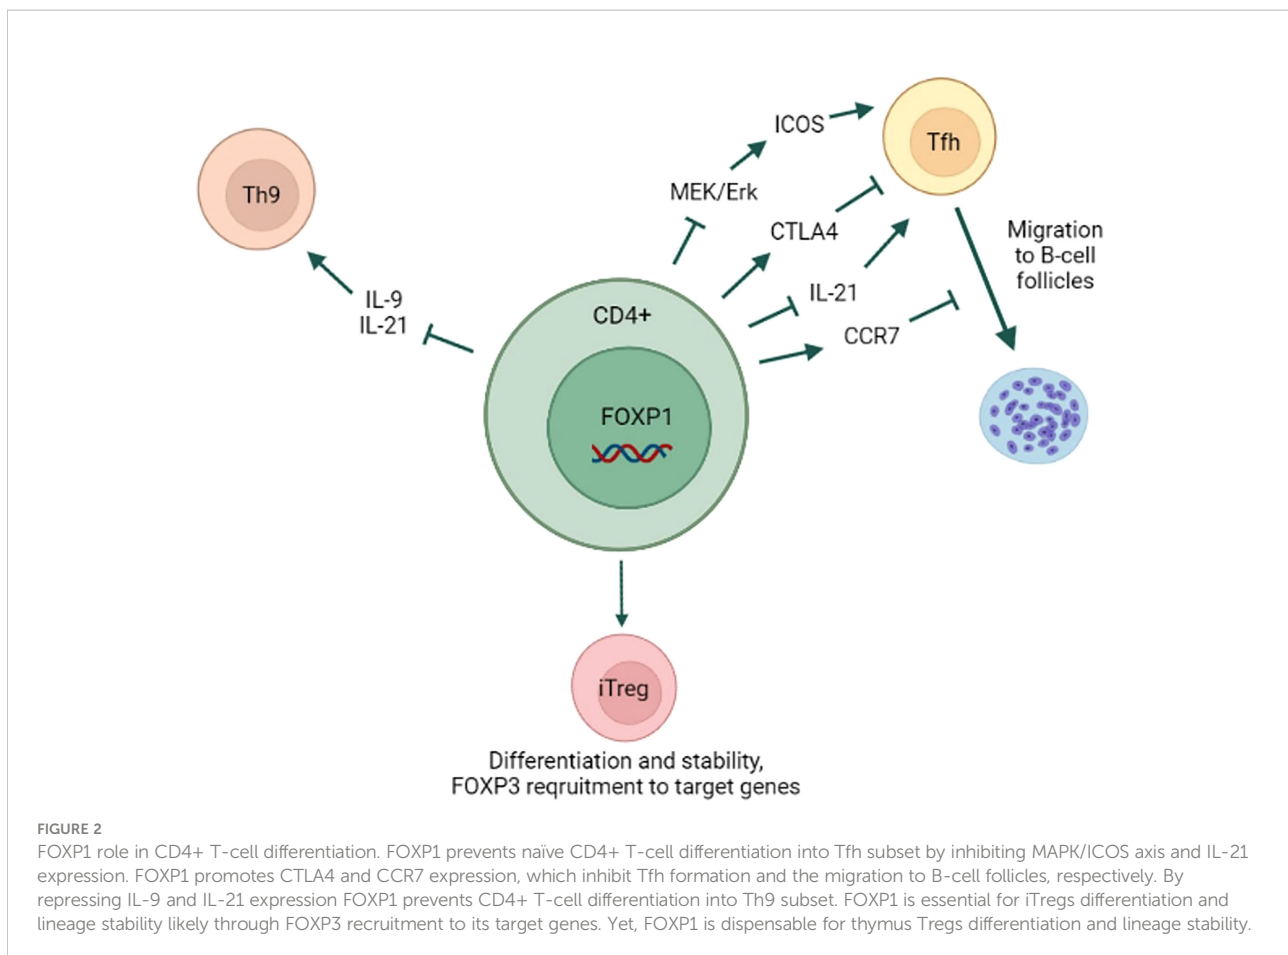 ICOS
Tfh
MEK/Erk
Th9
CTLA4
Migration
to B-cell
follicles
IL-21
IL-9
IL-21
CD4+
CCR7
FOXP1
iTreg
Differentiation and stability,
FOXP3 reqruitment to target genes
FIGURE 2
FOXP1 role in CD4+ T-cell differentiation. FOXP1 prevents naïve CD4+ T-cell differentiation into Tfh subset by inhibiting MAPK/ICOS axis and IL-21
expression. FOXP1 promotes CTLA4 and CCR7 expression, which inhibit Tfh formation and the migration to B-cell follicles, respectively. By
repressing IL-9 and IL-21 expression FOXP1 prevents CD4+ T-cell differentiation into Th9 subset. FOXP1 is essential for iTregs differentiation and
lineage stability likely through FOXP3 recruitment to its target genes. Yet, FOXP1 is dispensable for thymus Tregs differentiation and lineage stability.